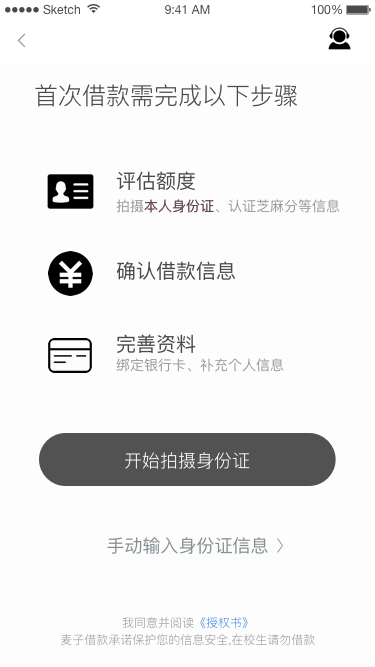 ●●●●● Sketch 9:41 AM 100%
首次借款需完成以下步骤
评估额度
拍摄本人身份证、认证芝麻分等信息
确认借款信息
完善资料
绑定银行卡、补充个人信息
开始拍摄身份证
手动输入身份证信息
我同意并阅读《授权书》
麦子借款承诺保护您的信息安全,在校生请勿借款